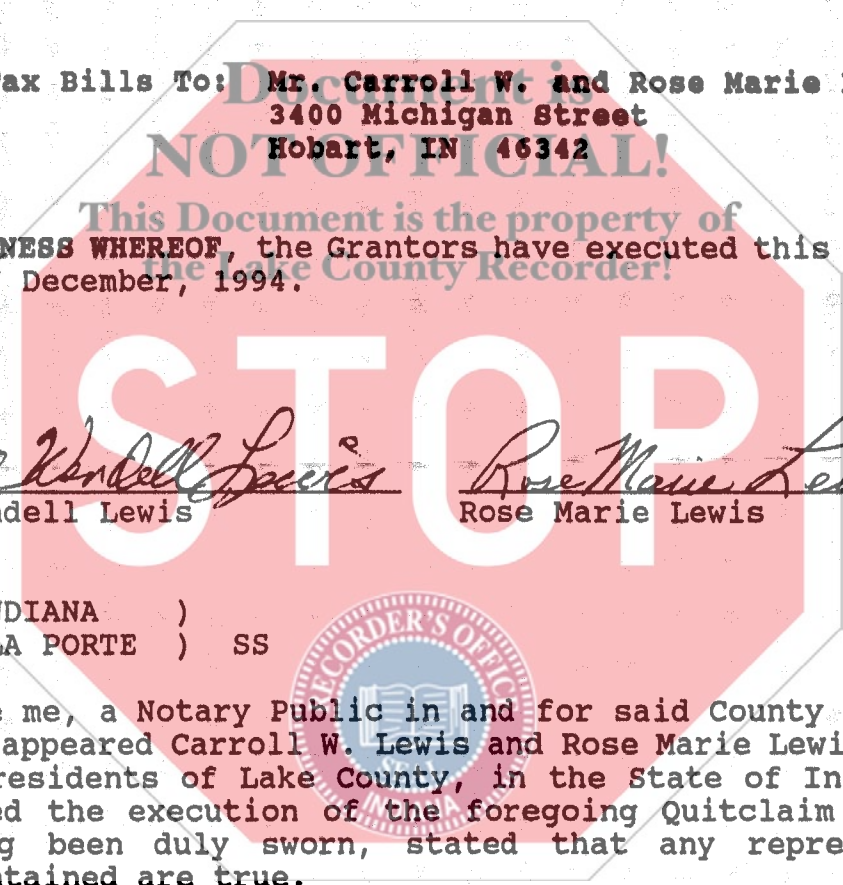 ax Bills To: Mr. Carroll W. and Rose Marie
3400 Michigan Street
Hobart, IN 46342
Document is
NOT OFFICIAL!
This Document is the property of
the Lake County Recorder!
NESS WHEREOF, the Grantors have executed this
December, 1994.
STOP
Wendell Lewis Rose Marie Le
dell Lewis Rose Marie Lewis
DIANA )
LA PORTE ) SS
RECORDER'S OFFICE
SEAL
INDIANA
e me, a Notary Public in and for said County
appeared Carroll W. Lewis and Rose Marie Lewi
residents of Lake County, in the State of In
ed the execution of the foregoing Quitclaim
g been duly sworn, stated that any repre
tained are true.